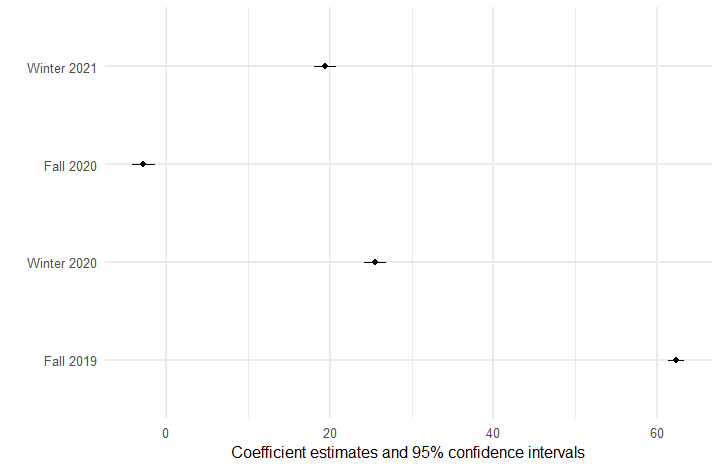 Winter 2021
Fall 2020
Winter 2020
Fall 2019
0 20 40 60
Coefficient estimates and 95% confidence intervals